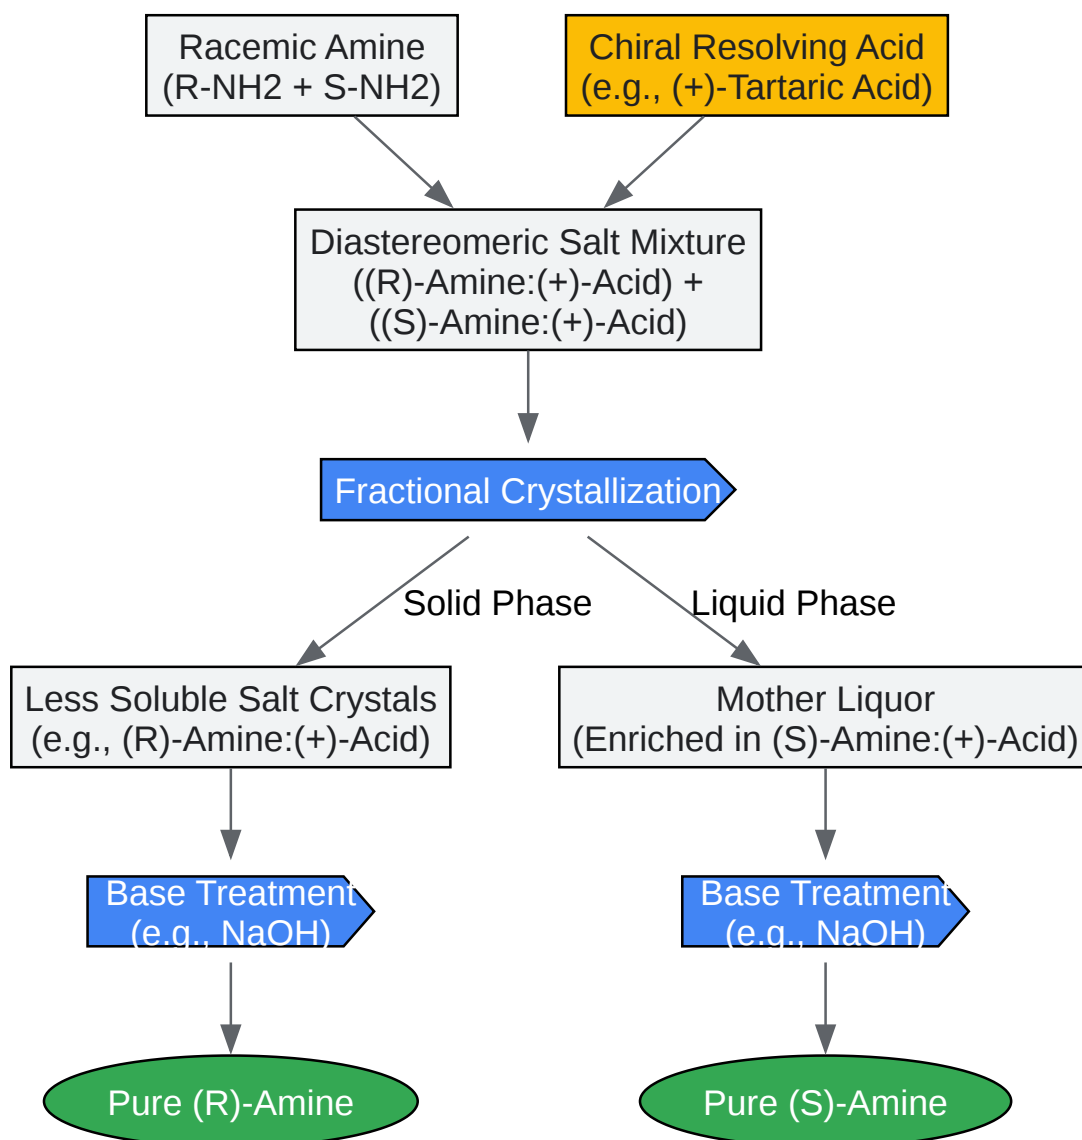 Racemic Amine
(R-NH2 + S-NH2)
Chiral Resolving Acid
(e.g., (+)-Tartaric Acid)
Diastereomeric Salt Mixture
((R)-Amine:(+)-Acid) +
((S)-Amine:(+)-Acid)
Fractional Crystallization
Solid Phase
Liquid Phase
Less Soluble Salt Crystals
(e.g., (R)-Amine:(+)-Acid)
Mother Liquor
(Enriched in (S)-Amine:(+)-Acid)
Base Treatment
(e.g., NaOH)
Base Treatment
(e.g., NaOH)
Pure (R)-Amine
Pure (S)-Amine